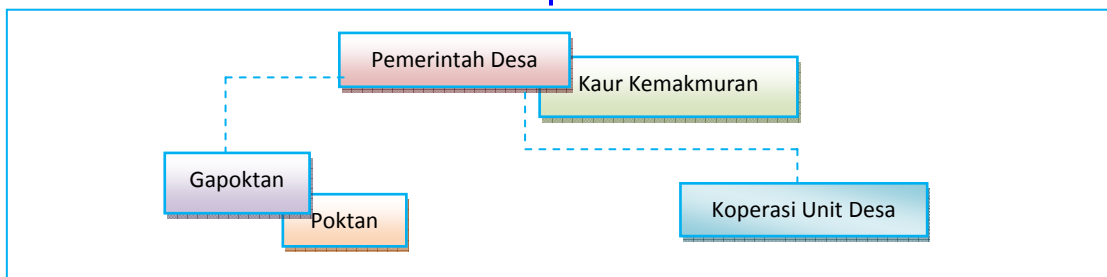 Pemerintah Desa
Kaur Kemakmuran
Gapoktan
Poktan
Koperasi Unit Desa